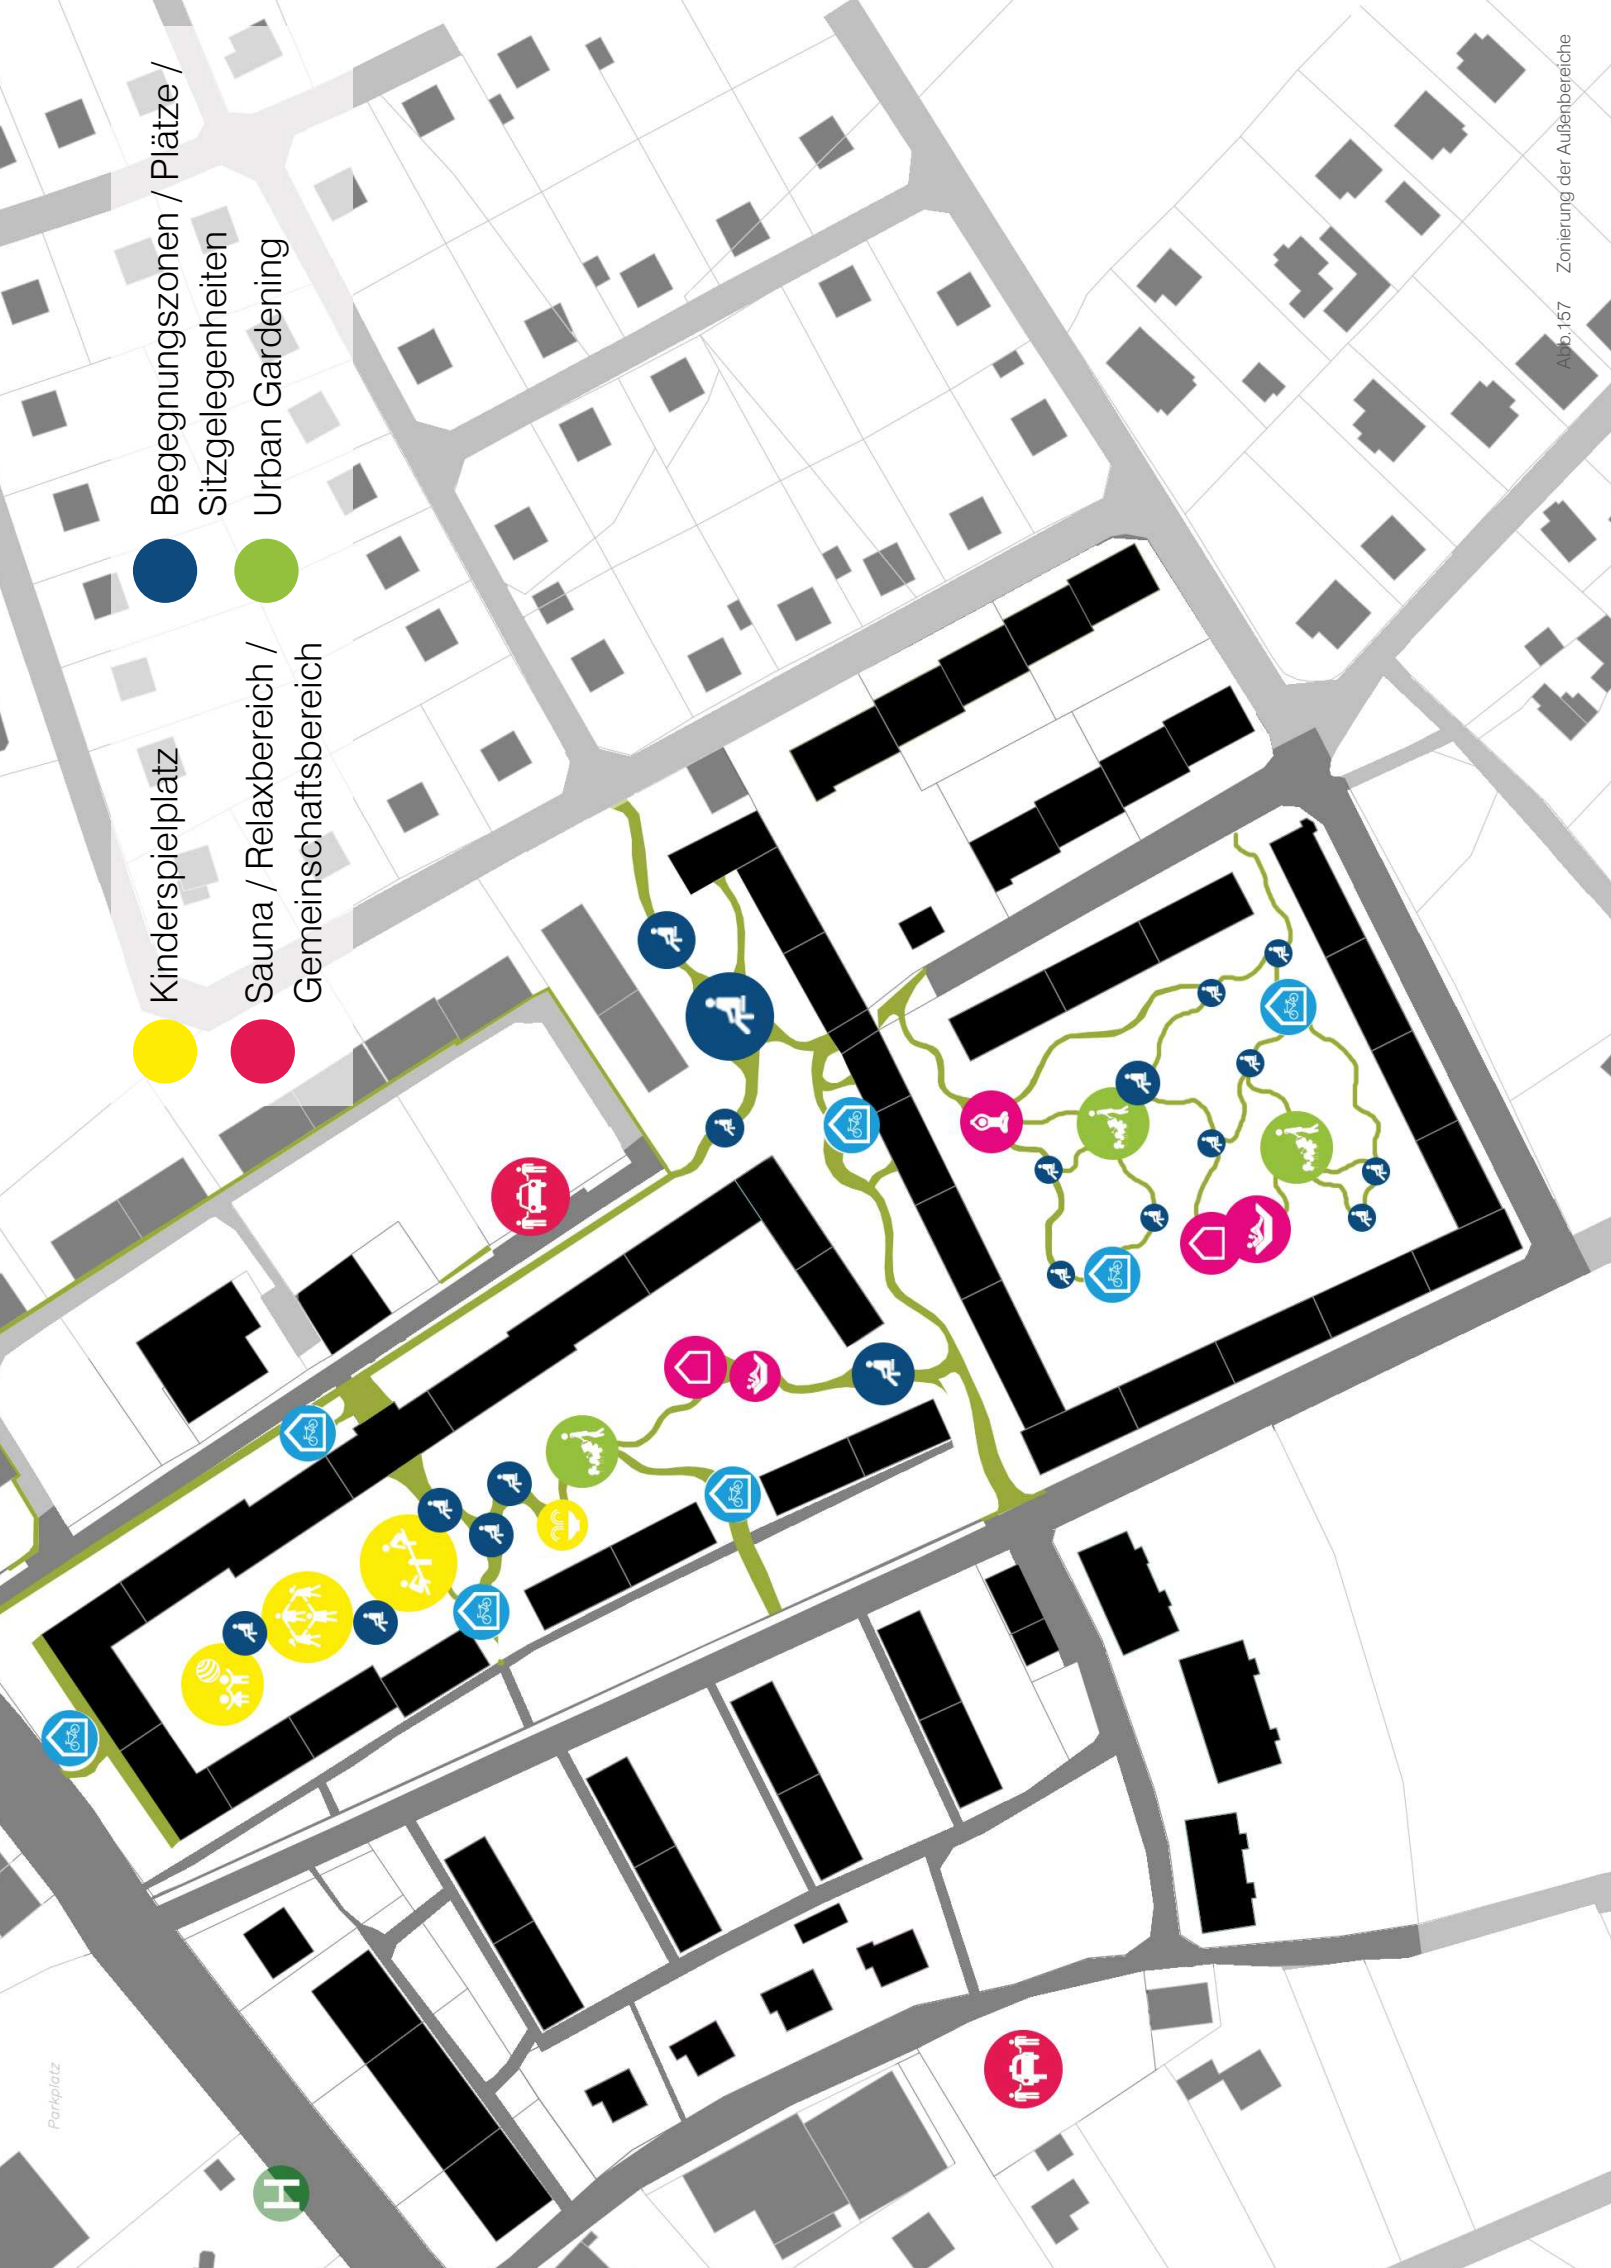 Kinderspielplatz
Sauna / Relaxbereich /
Gemeinschaftsbereich
Begegnungszonen / Plätze /
Sitzgelegenheiten
Urban Gardening
Parkplatz
H
Abb.157 Zonierung der Außenbereiche